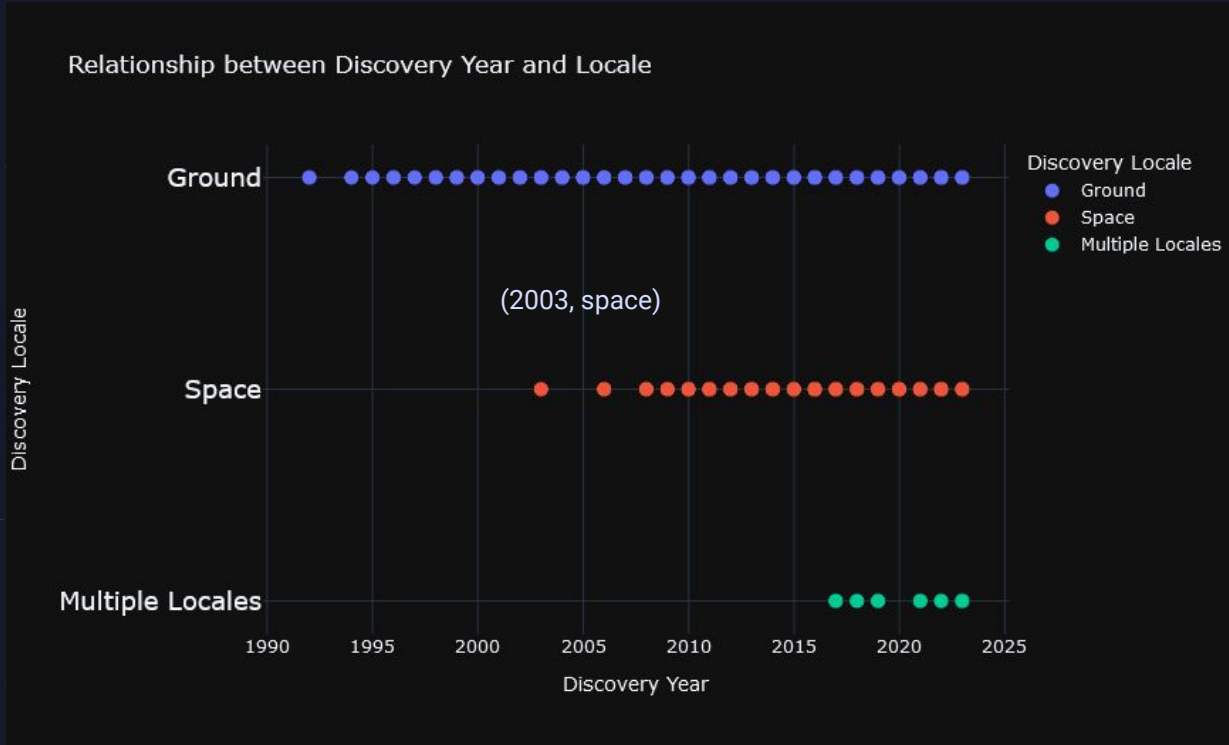 Relationship between Discovery Year and Locale
Discovery Locale
Ground
Space
Multiple Locales
Ground
(2003, space)
Space
Multiple Locales
Discovery Locale
1990 1995 2000 2005 2010 2015 2020 2025
Discovery Year